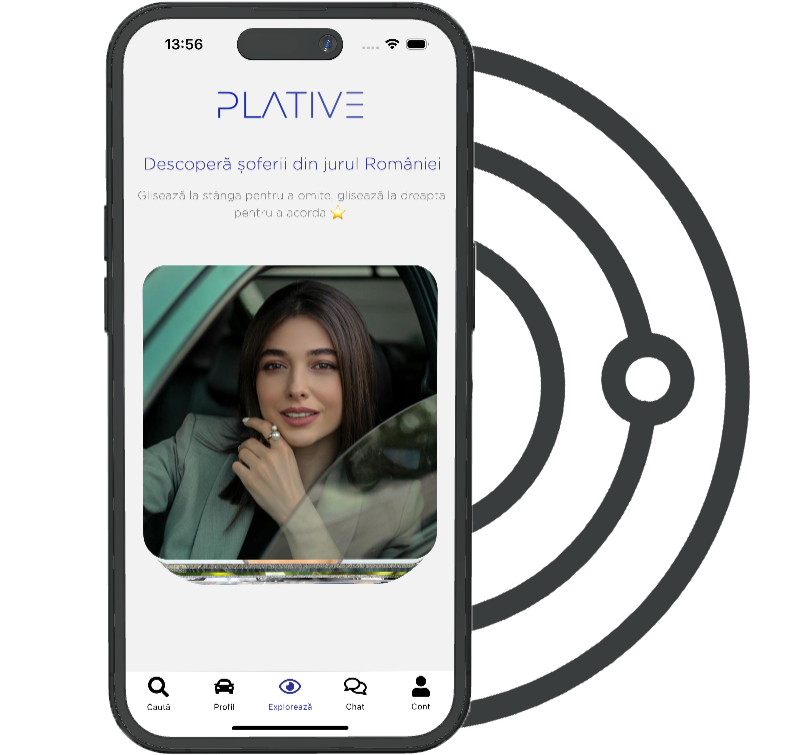 13:56
PLATIVE
Descoperă șoferii din jurul României
Glisează la stânga pentru a omite, glisează la dreapta
pentru a acorda ⭐
Caută Profil Explorează Chat Cont